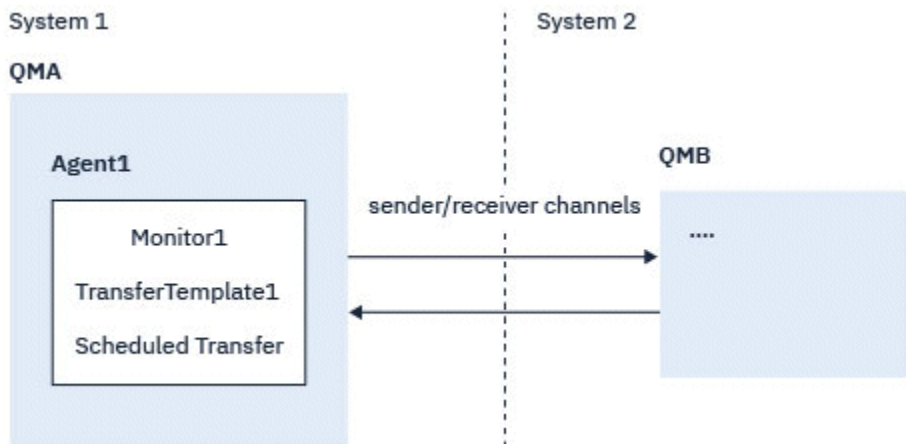 System 1
System 2
QMA
Agent1
QMB
sender/receiver channels
Monitor1
....
TransferTemplate1
Scheduled Transfer